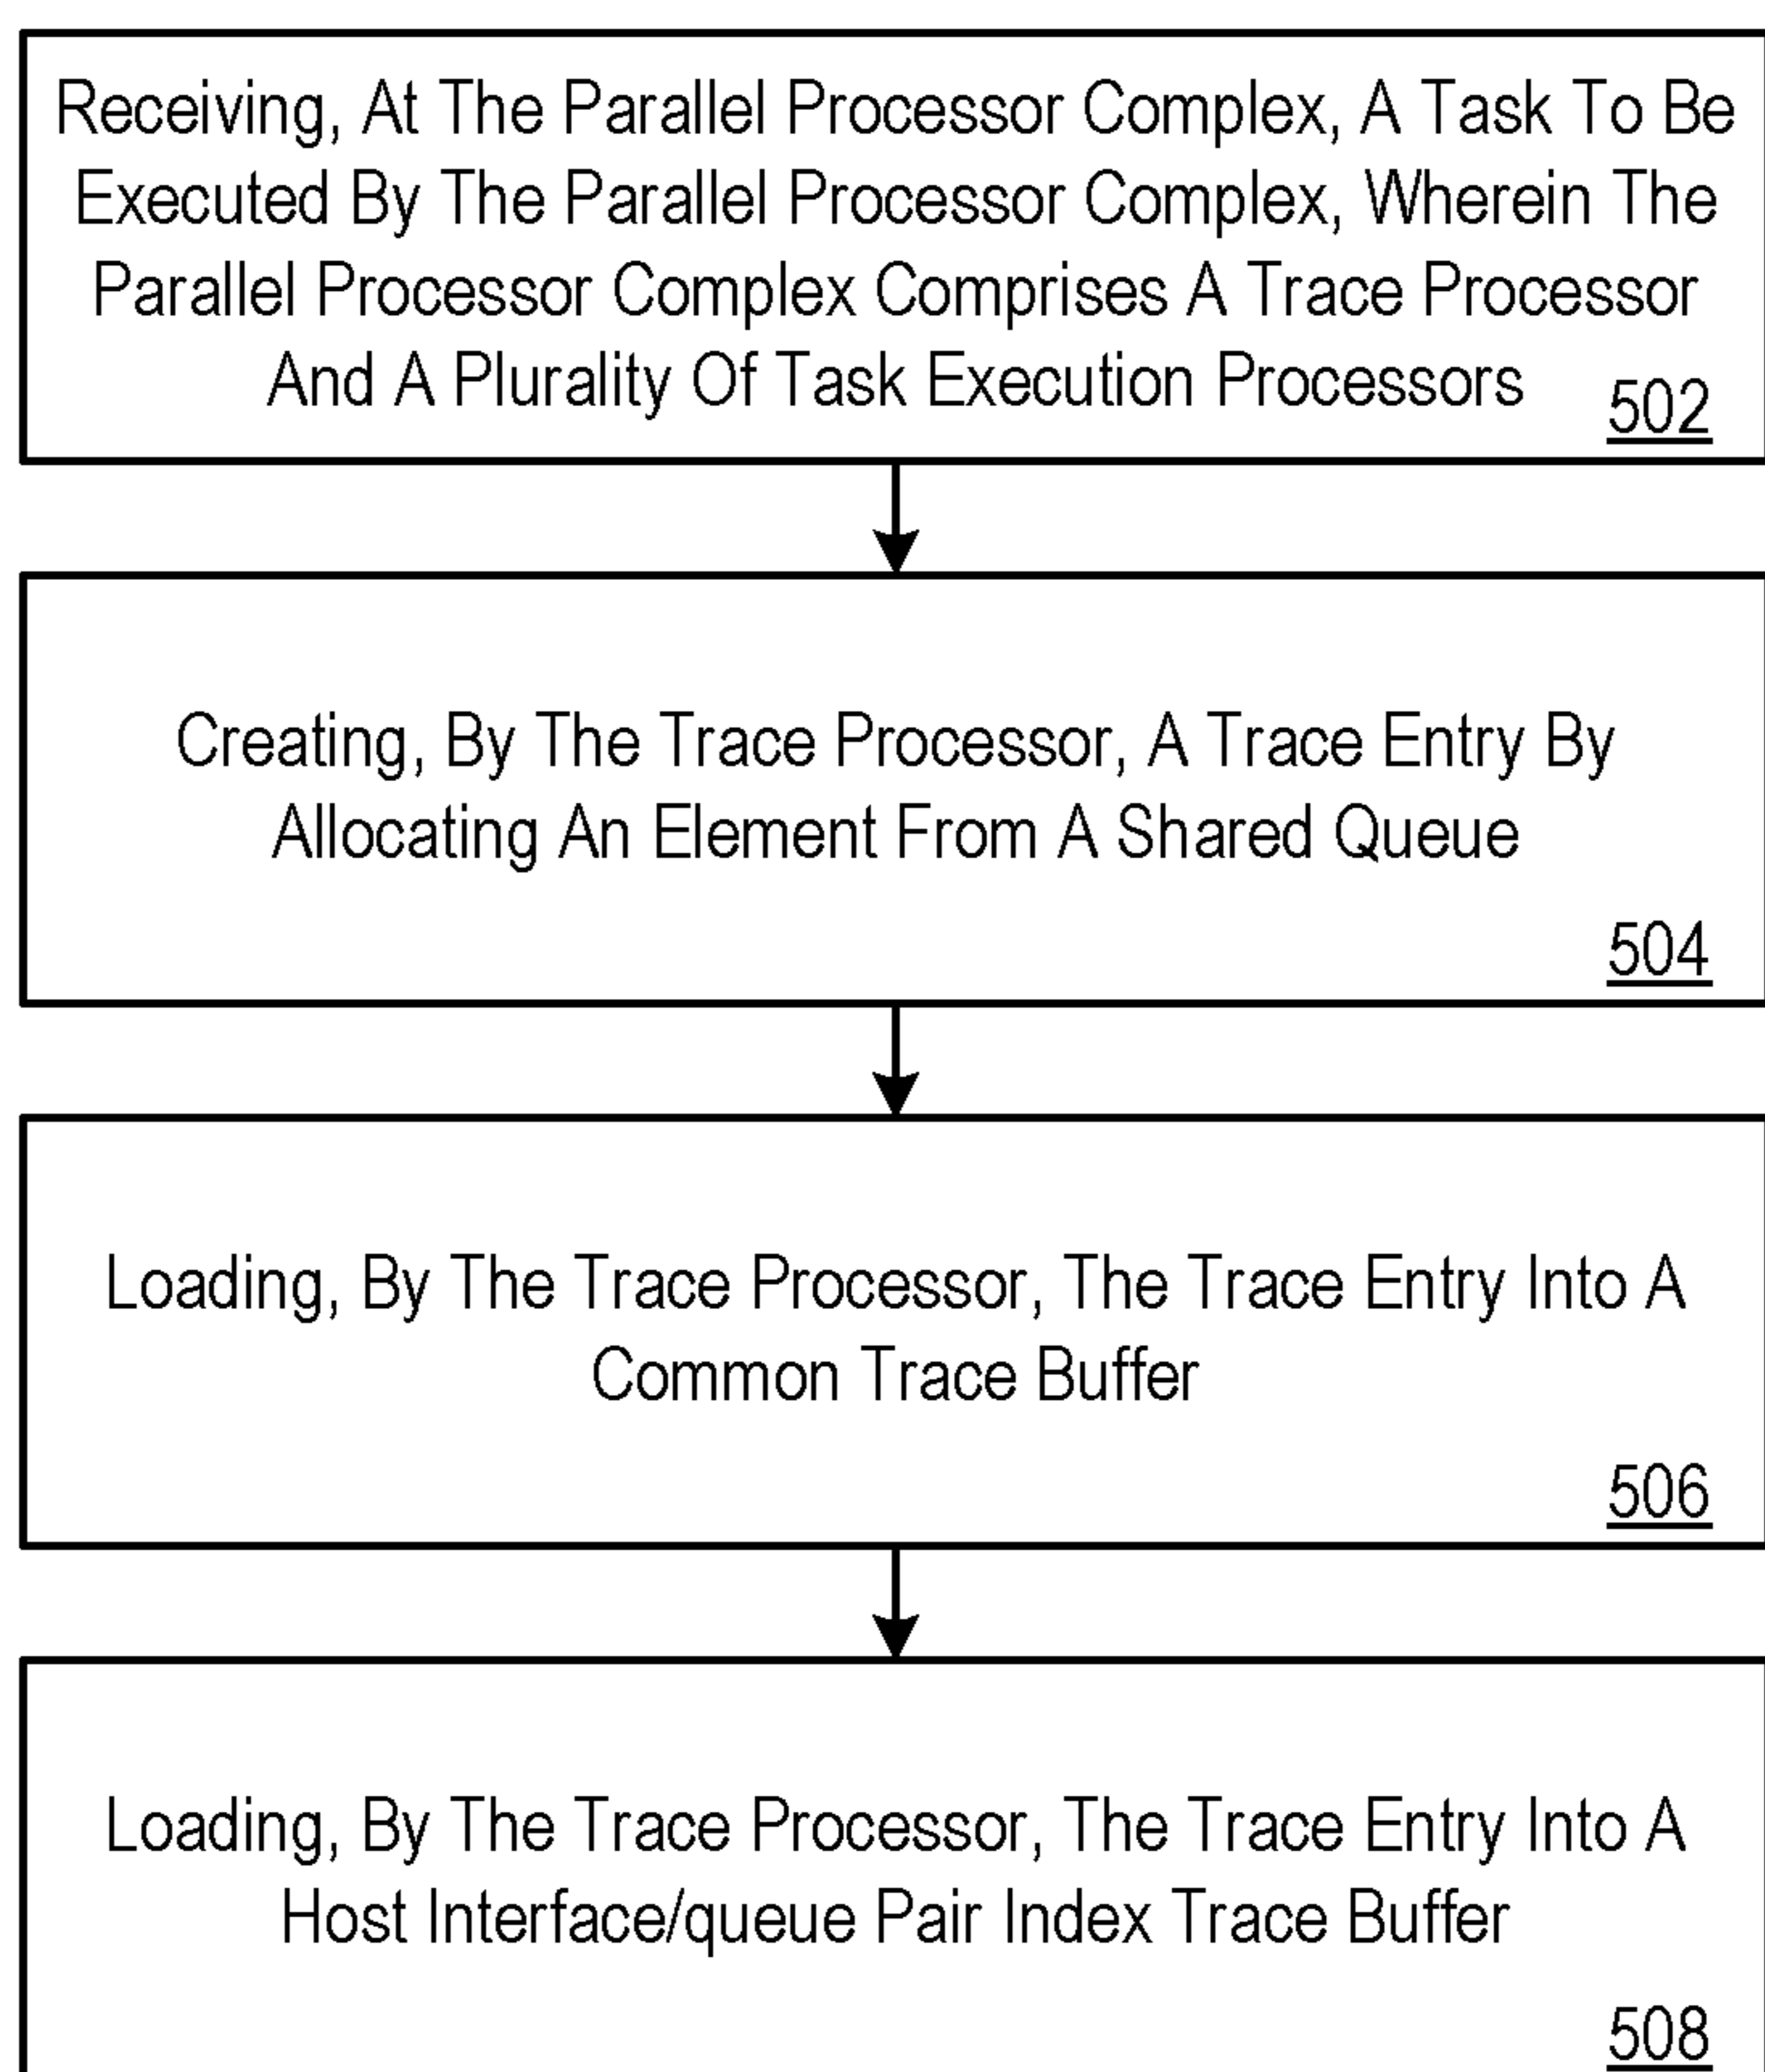 Receiving, At The Parallel Processor Complex, A Task To Be
Executed By The Parallel Processor Complex, Wherein The
Parallel Processor Complex Comprises A Trace Processor
And A Plurality Of Task Execution Processors
502
Creating, By The Trace Processor, A Trace Entry By
Allocating An Element From A Shared Queue
504
Loading, By The Trace Processor, The Trace Entry Into A
Common Trace Buffer
506
Loading, By The Trace Processor, The Trace Entry Into A
Host Interface/queue Pair Index Trace Buffer
508